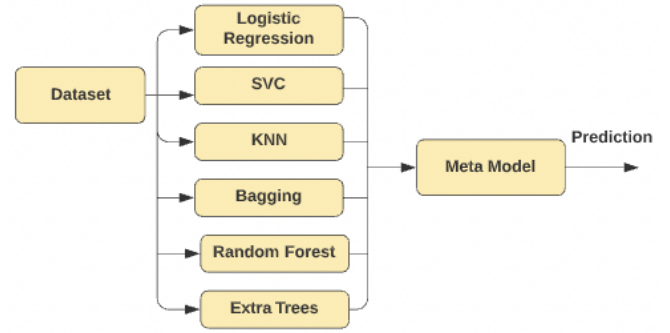 Logistic
Regression
Dataset
SVC
KNN
Bagging
Random Forest
Extra Trees
Meta Model
Prediction